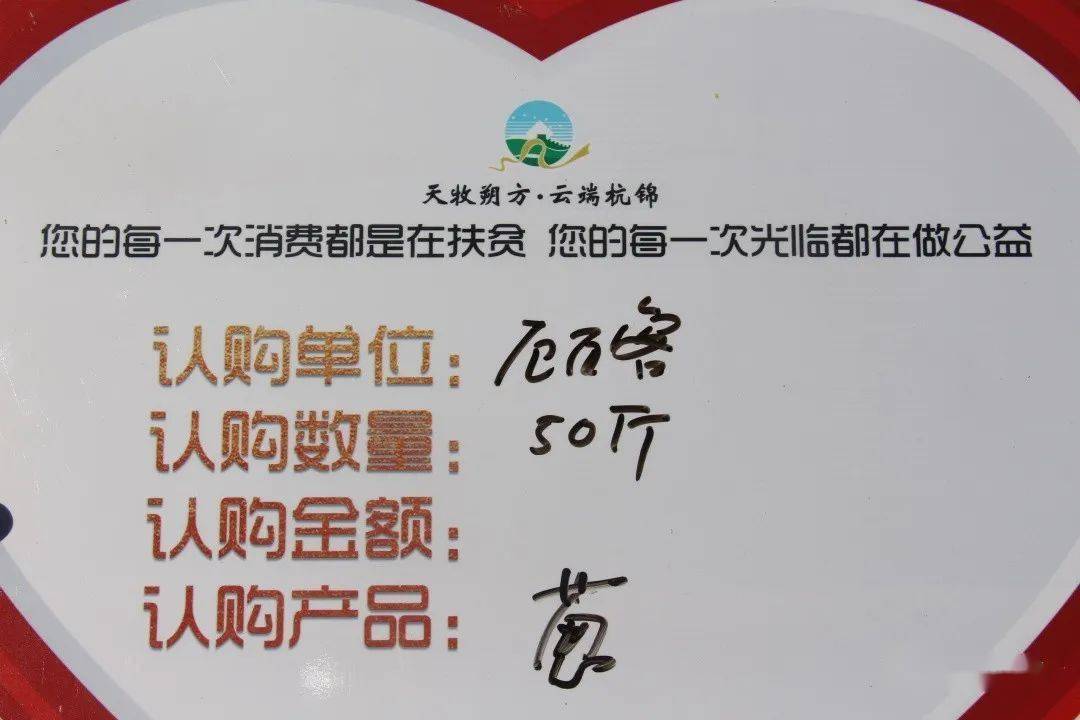 天牧朔方·云端杭锦
您的每一次消费都是在扶贫 您的每一次光临都在做公益
认购单位：百客
认购数量：50斤
认购金额：
认购产品：